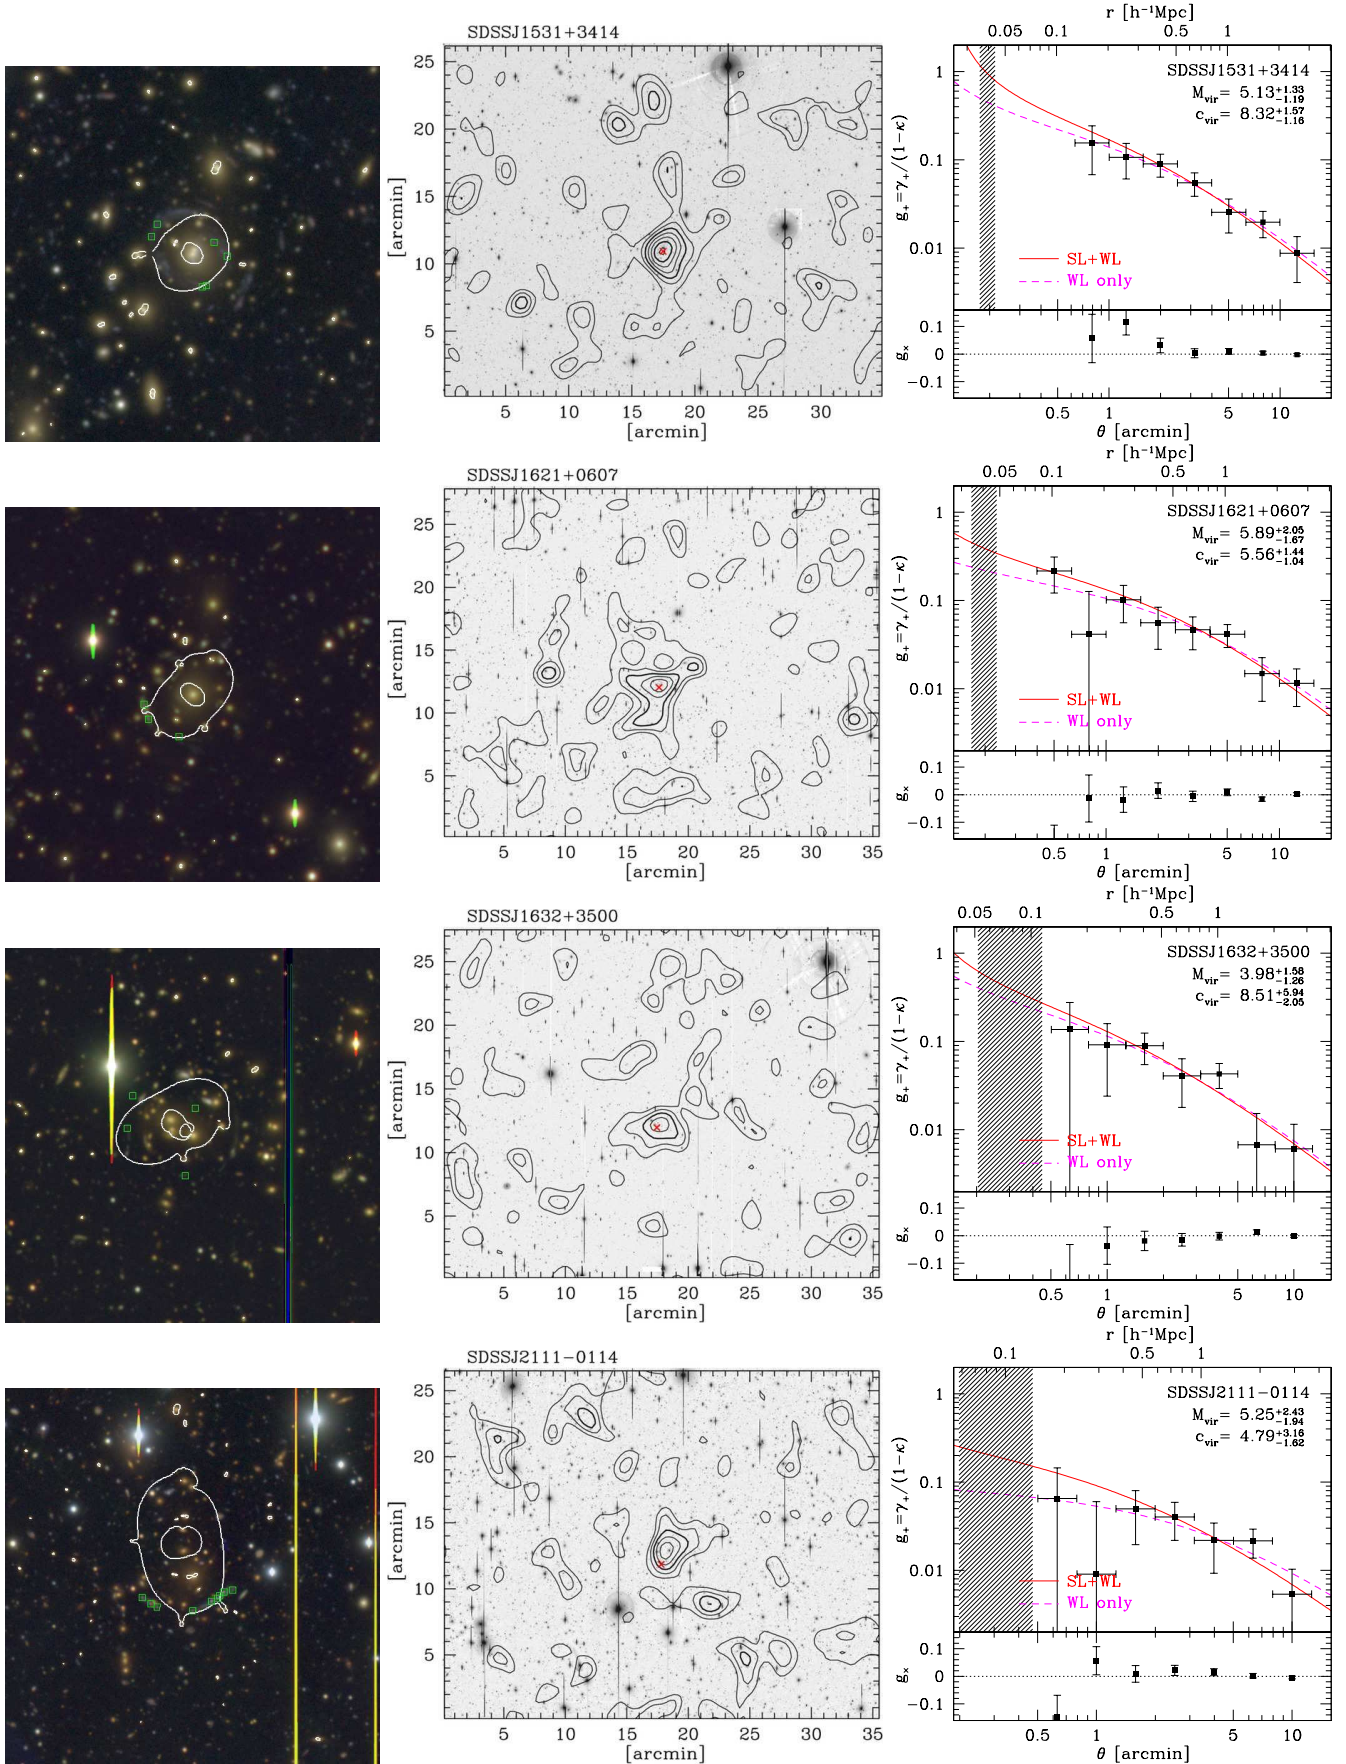 SDSSJ1531+3414
25
20
15
10
5
[arcmin]
5 10 15 20 25 30
[arcmin]
r [h⁻¹Mpc]
0.05 0.1 0.5 1
SDSSJ1531+3414
M_vir= 5.13+1.33 −1.19
c_vir= 8.32+1.57 −1.16
1
0.1
0.01
g₊=γ₊/(1−κ)
SL+WL
WL only
0.1
0
−0.1
gₓ
0.5 1 5 10
θ [arcmin]
SDSSJ1621+0607
25
20
15
10
5
[arcmin]
5 10 15 20 25 30 35
[arcmin]
r [h⁻¹Mpc]
0.05 0.1 0.5 1
SDSSJ1621+0607
M_vir= 5.89+2.05 −1.67
c_vir= 5.56+1.44 −1.04
1
0.1
0.01
g₊=γ₊/(1−κ)
SL+WL
WL only
0.1
0
−0.1
gₓ
0.5 1 5 10
θ [arcmin]
SDSSJ1632+3500
25
20
15
10
5
[arcmin]
5 10 15 20 25 30 35
[arcmin]
r [h⁻¹Mpc]
0.05 0.1 0.5 1
SDSSJ1632+3500
M_vir= 3.98+1.58 −1.26
c_vir= 8.51+5.94 −2.05
1
0.1
0.01
g₊=γ₊/(1−κ)
SL+WL
WL only
0.1
0
−0.1
gₓ
0.5 1 5 10
θ [arcmin]
SDSSJ2111−0114
25
20
15
10
5
[arcmin]
5 10 15 20 25 30 35
[arcmin]
r [h⁻¹Mpc]
0.1 0.5 1
SDSSJ2111−0114
M_vir= 5.25+2.43 −1.94
c_vir= 4.79+3.16 −1.62
1
0.1
0.01
g₊=γ₊/(1−κ)
SL+WL
WL only
0.1
0
−0.1
gₓ
0.5 1 5 10
θ [arcmin]